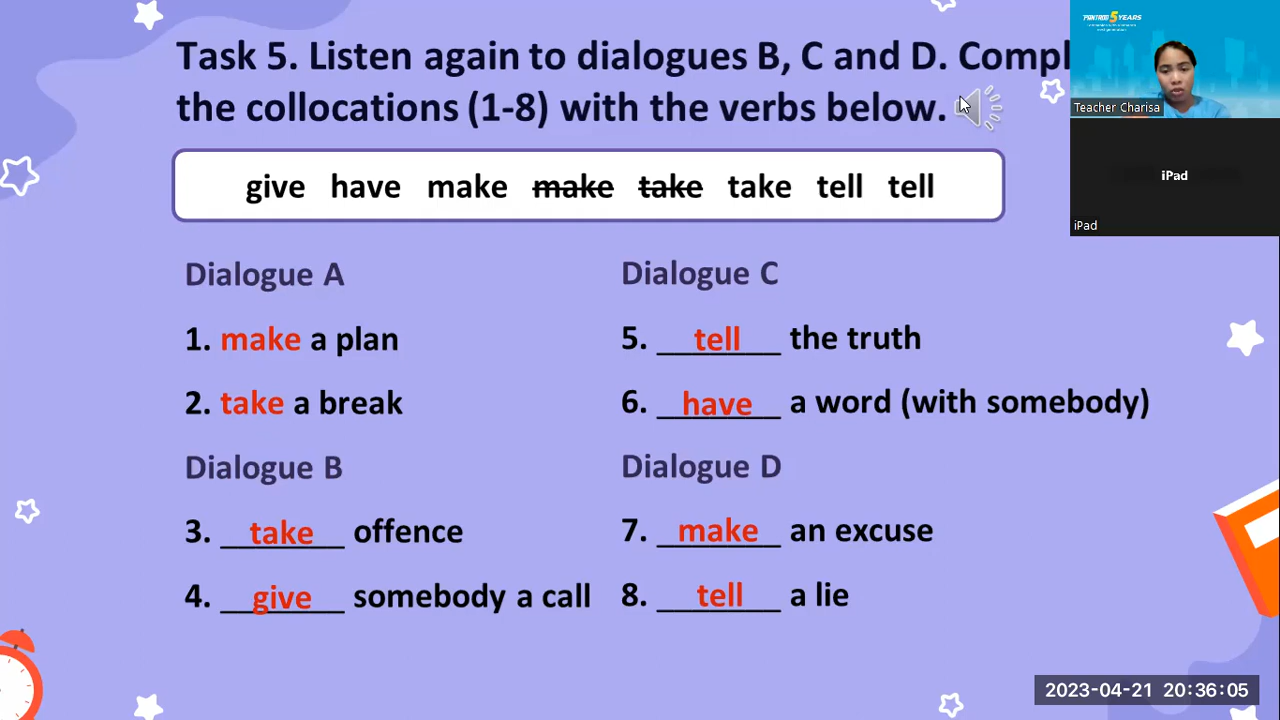 Task 5. Listen again to dialogues B, C and D. Compl
the collocations (1-8) with the verbs below.
give have make make take take tell tell
Dialogue A
1. make a plan
2. take a break
Dialogue B
3. take offence
4. give somebody a call
Dialogue C
5. tell the truth
6. have a word (with somebody)
Dialogue D
7. make an excuse
8. tell a lie
5 YEARS
Teacher Charisa
iPad
iPad
2023-04-21 20:36:05